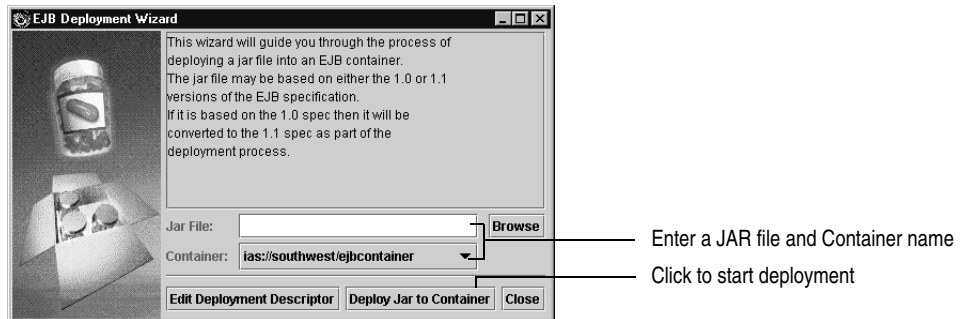 EJB Deployment Wizard
This wizard will guide you through the process of
deploying a jar file into an EJB container.
The jar file may be based on either the 1.0 or 1.1
versions of the EJB specification.
If it is based on the 1.0 spec then it will be
converted to the 1.1 spec as part of the
deployment process.
Jar File:
Browse
Container:
ias://southwest/ejbcontainer
Enter a JAR file and Container name
Click to start deployment
Edit Deployment Descriptor
Deploy Jar to Container
Close